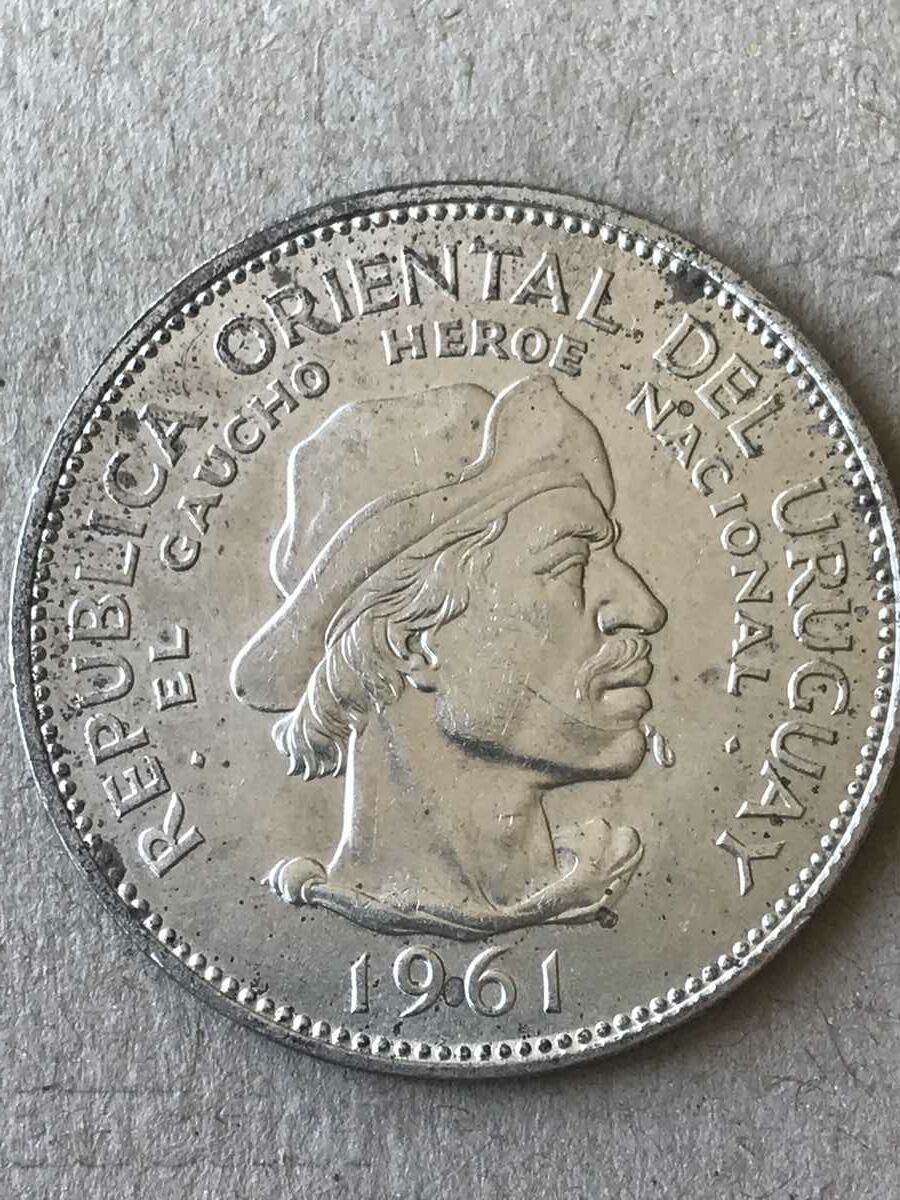 REPUBLICA ORIENTAL DEL URUGUAY
EL GAUCHO HEROE NACIONAL
1961